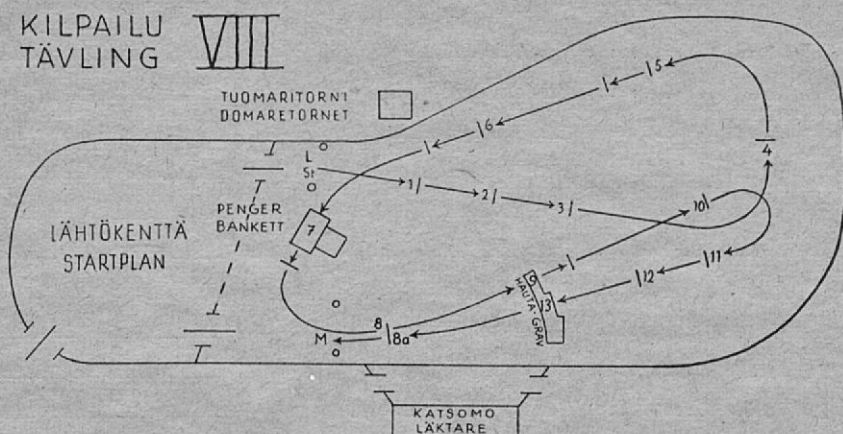 KILPAILU
TÄVLING
VIII
TUOMARITORNI
DOMARETORNET
L
St
1
2
3
4
5
6
PENGER
BANKETT
7
LÄHTÖKENTTÄ
STARTPLAN
10
11
12
9
13
HAUTA-GRAV
8
8a
M
KATSOMO
LÄKTARE